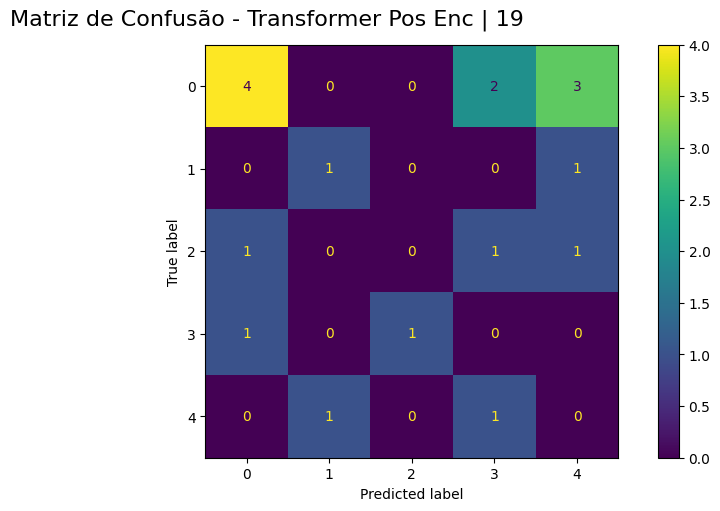 Matriz de Confusão - Transformer Pos Enc | 19
True label
0 4 0 0 2 3
1 0 1 0 0 1
2 1 0 0 1 1
3 1 0 1 0 0
4 0 1 0 1 0
0 1 2 3 4
Predicted label
4.0
3.5
3.0
2.5
2.0
1.5
1.0
0.5
0.0